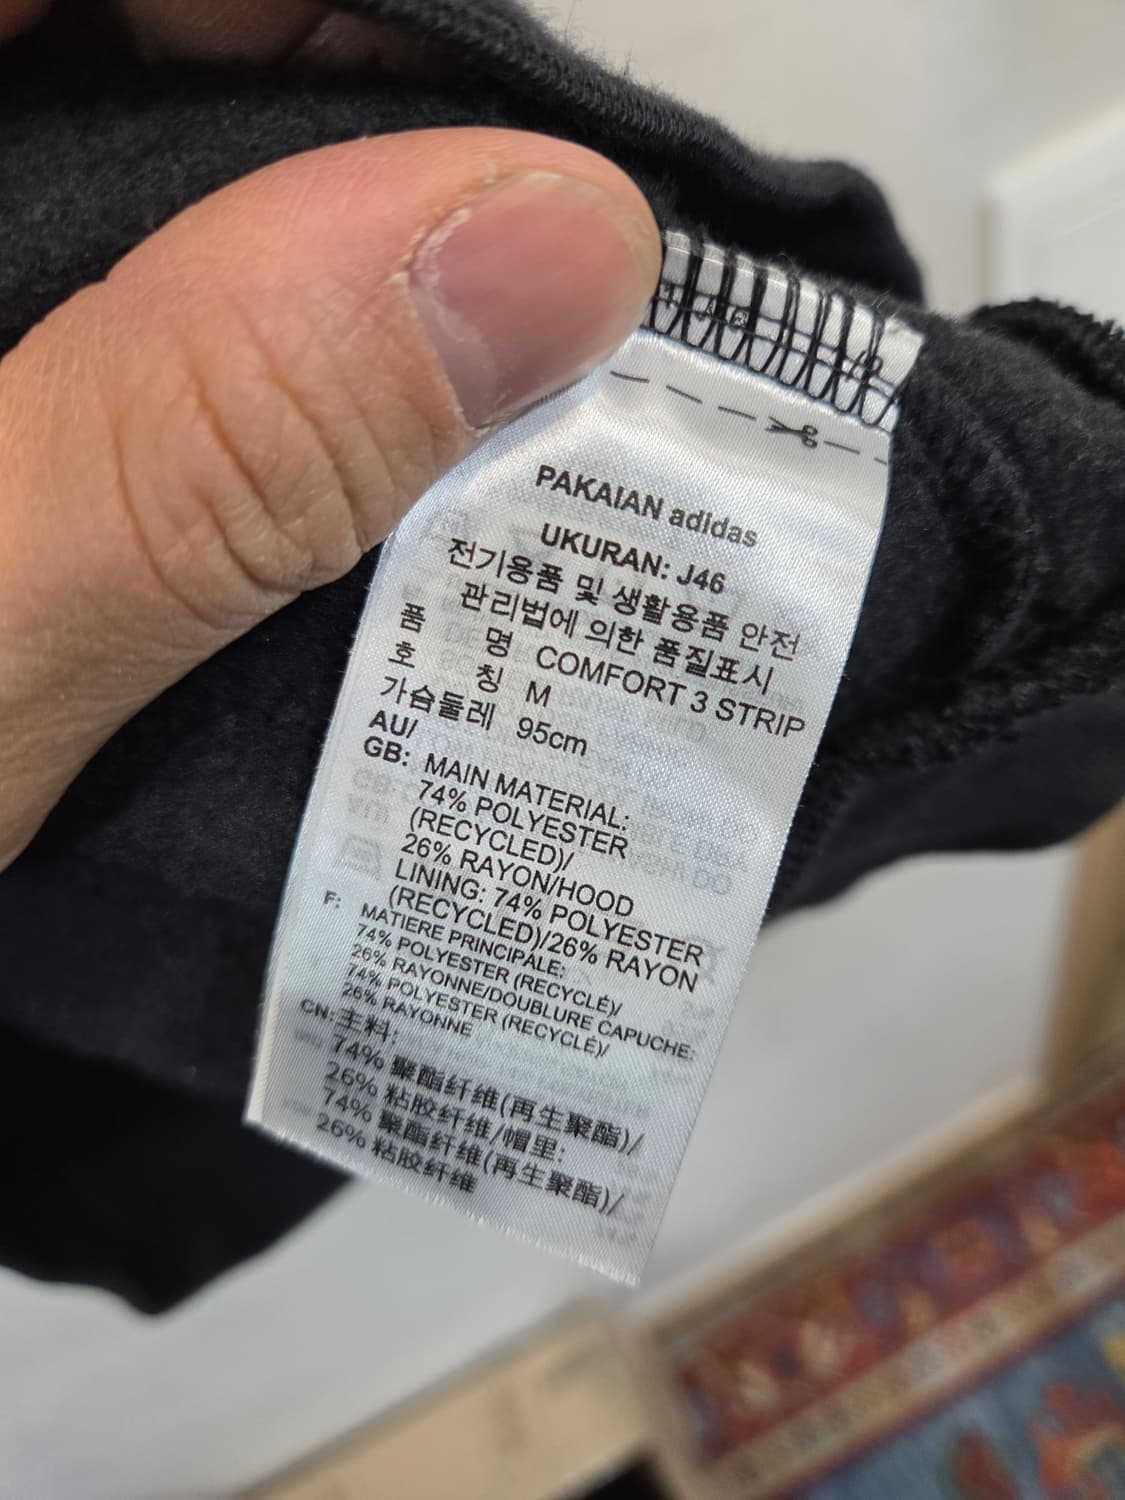 PAKAIAN adidas
UKURAN: J46
전기용품 및 생활용품 안전
관리법에 의한 품질표시
품 명 COMFORT 3 STRIP
호 칭 M
가슴둘레 95cm
AU/
GB: MAIN MATERIAL:
74% POLYESTER
(RECYCLED)/
26% RAYON/HOOD
LINING: 74% POLYESTER
(RECYCLED)/26% RAYON
F: MATIERE PRINCIPALE:
74% POLYESTER (RECYCLÉ)/
26% RAYONNE/DOUBLURE CAPUCHE:
74% POLYESTER (RECYCLÉ)/
26% RAYONNE
CN: 主料:
74% 聚酯纤维(再生聚酯)/
26% 粘胶纤维/帽里:
74% 聚酯纤维(再生聚酯)/
26% 粘胶纤维